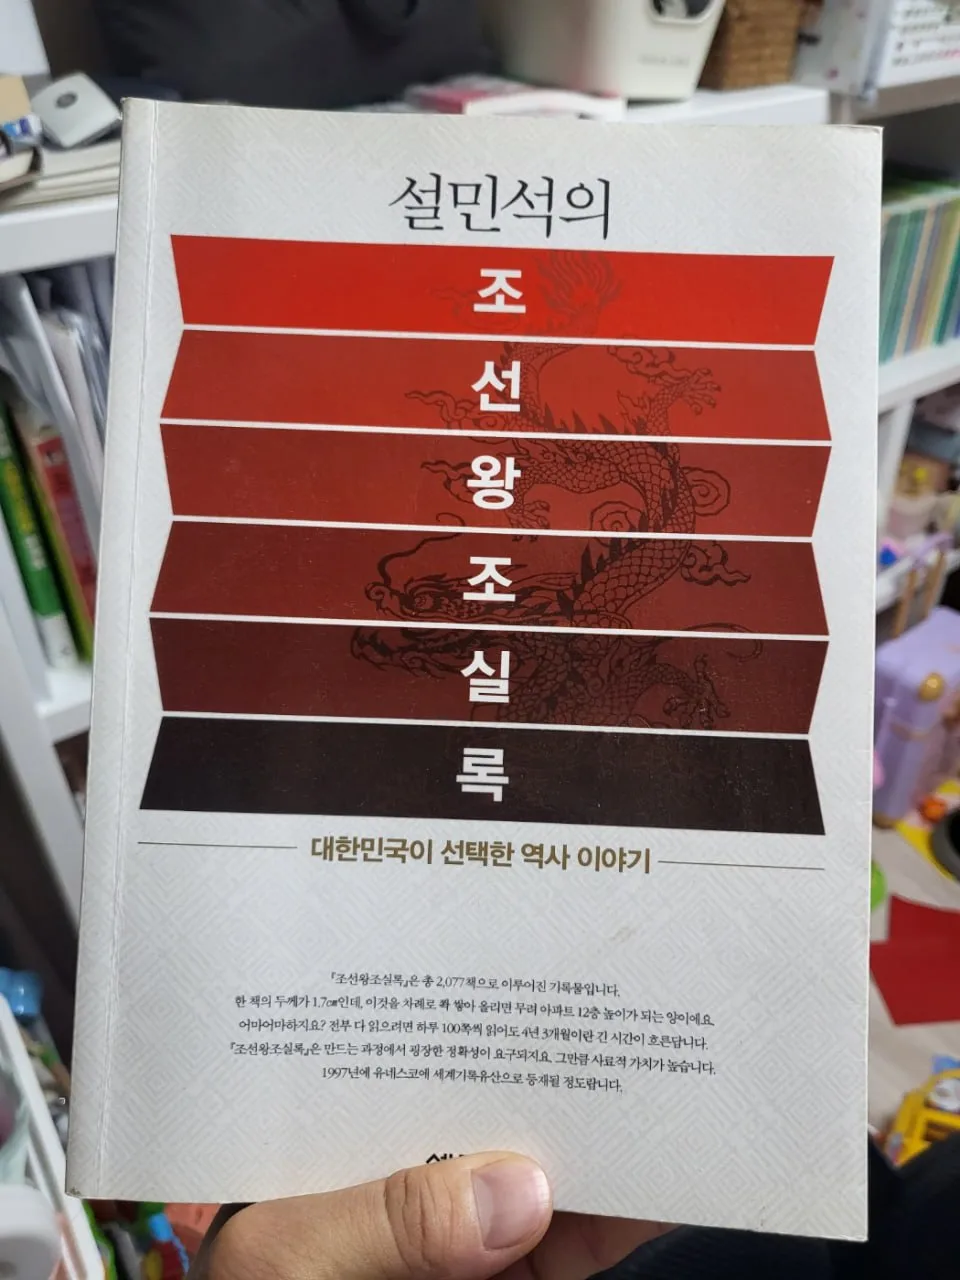 설민석의
조
선
왕
조
실
록
대한민국이 선택한 역사 이야기
『조선왕조실록』은 총 2,077책으로 이루어진 기록물입니다.
한 책의 두께가 1.7㎝인데, 이것을 차례로 쫙 쌓아 올리면 무려 아파트 12층 높이가 되는 양이에요.
어마어마하지요? 전부 다 읽으려면 하루 100쪽씩 읽어도 4년 3개월이란 긴 시간이 흐른답니다.
『조선왕조실록』은 만드는 과정에서 굉장한 정확성이 요구되지요. 그만큼 사료적 가치가 높습니다.
1997년에 유네스코에 세계기록유산으로 등재될 정도랍니다.